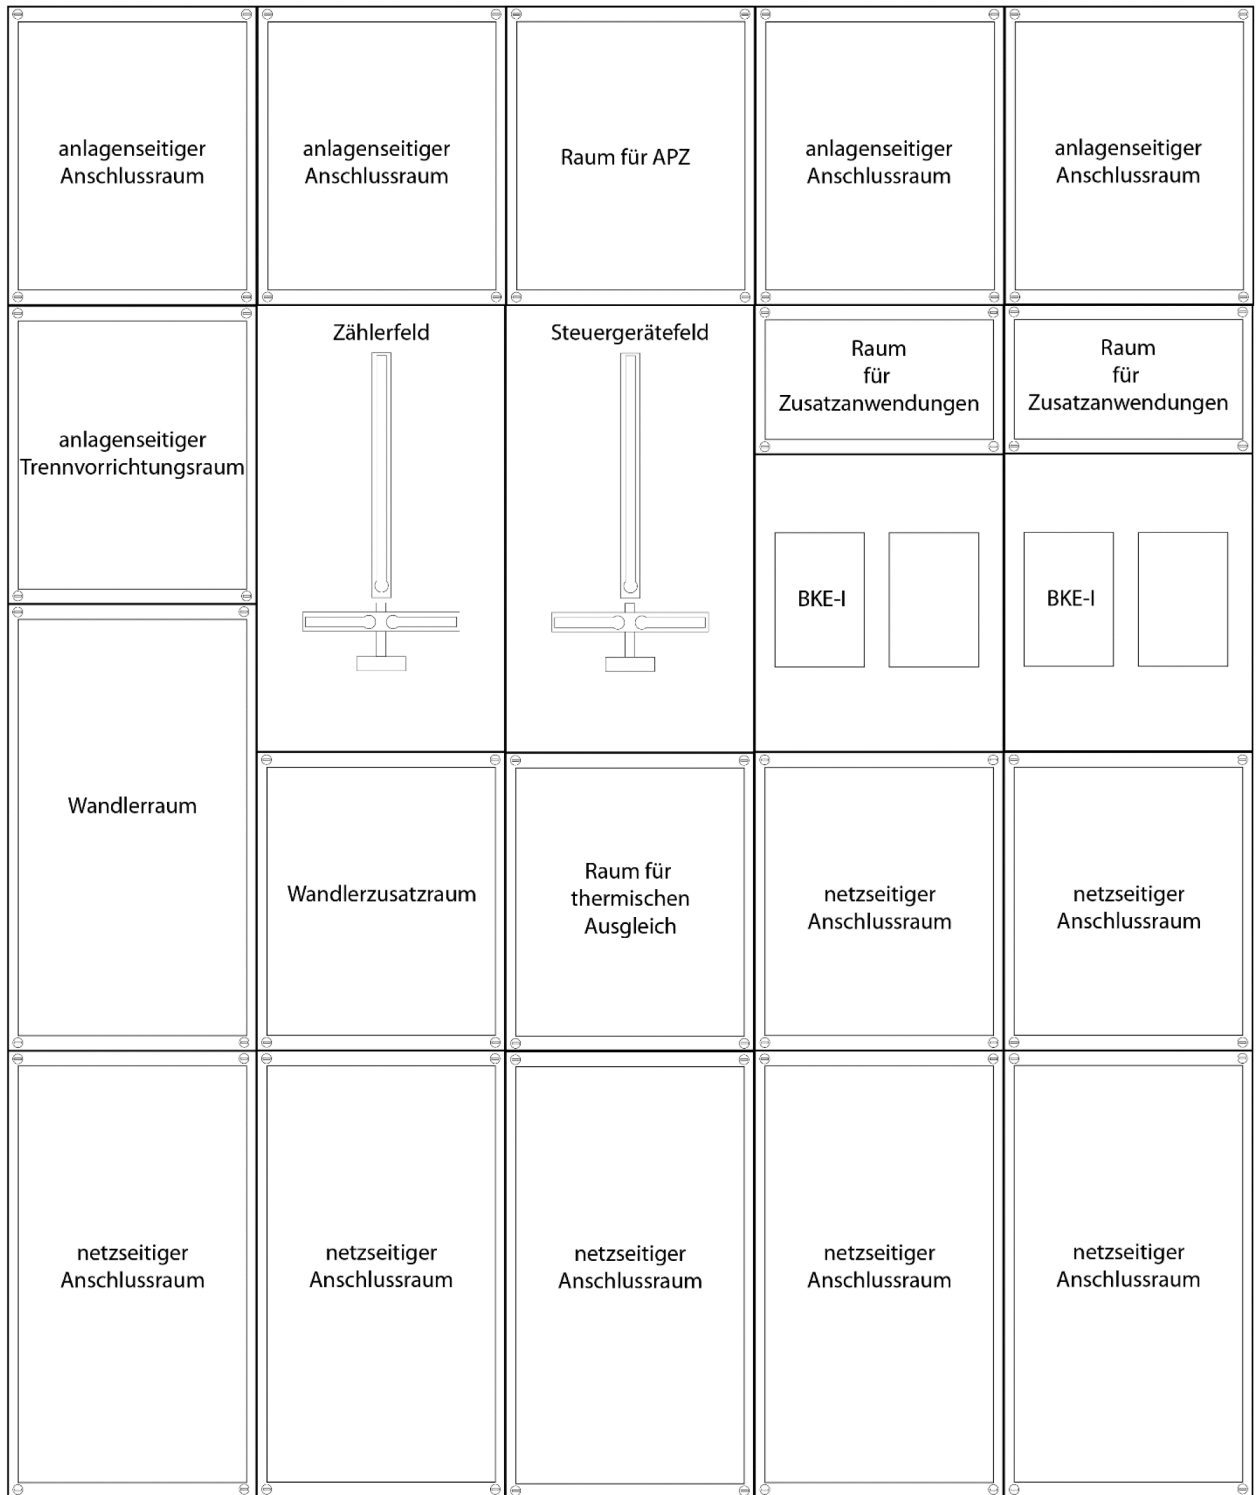 anlagenseitiger
Anschlussraum
anlagenseitiger
Anschlussraum
Raum für APZ
anlagenseitiger
Anschlussraum
anlagenseitiger
Anschlussraum
anlagenseitiger
Trennvorrichtungsraum
Zählerfeld
Steuergerätefeld
Raum
für
Zusatzanwendungen
Raum
für
Zusatzanwendungen
BKE-I
BKE-I
Wandlerraum
Wandlerzusatzraum
Raum für
thermischen
Ausgleich
netzseitiger
Anschlussraum
netzseitiger
Anschlussraum
netzseitiger
Anschlussraum
netzseitiger
Anschlussraum
netzseitiger
Anschlussraum
netzseitiger
Anschlussraum
netzseitiger
Anschlussraum